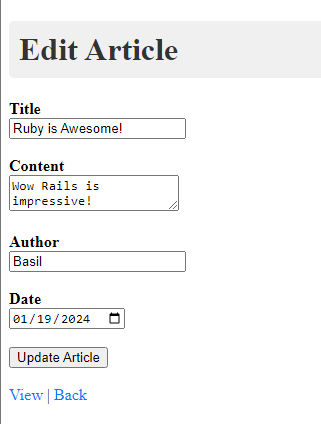 Edit Article
Title
Ruby is Awesome!
Content
Wow Rails is
impressive!
Author
Basil
Date
01/19/2024
Update Article
View | Back